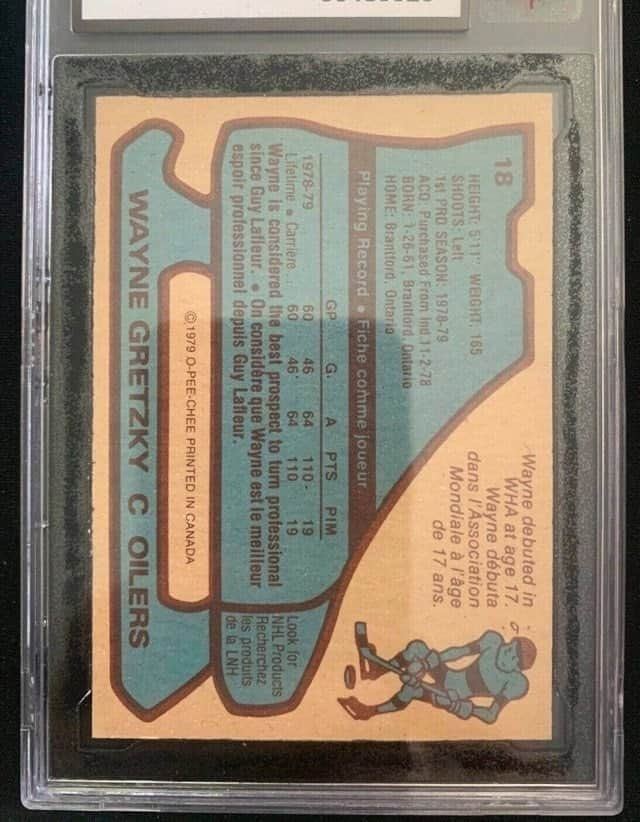 18
HEIGHT: 5'11" WEIGHT: 165
SHOOTS: Left
1st PRO SEASON: 1978-79
ACQ: Purchased From Ind. 11-2-78
BORN: 1-26-61, Brantford, Ontario
HOME: Brantford, Ontario
Wayne debuted in
WHA at age 17.
Wayne débuta
dans l'Association
Mondiale à l'âge
de 17 ans.
Playing Record • Fiche comme joueur
GP G. A PTS PIM
1978-79 60 46 64 110 19
Lifetime • Carrière 60 46 64 110 19
Wayne is considered the best prospect to turn professional
since Guy Lafleur. • On considère que Wayne est le meilleur
espoir professionnel depuis Guy Lafleur.
Look for
NHL Products
Recherchez
les produits
de la LNH
©1979 O-PEE-CHEE PRINTED IN CANADA
WAYNE GRETZKY C OILERS